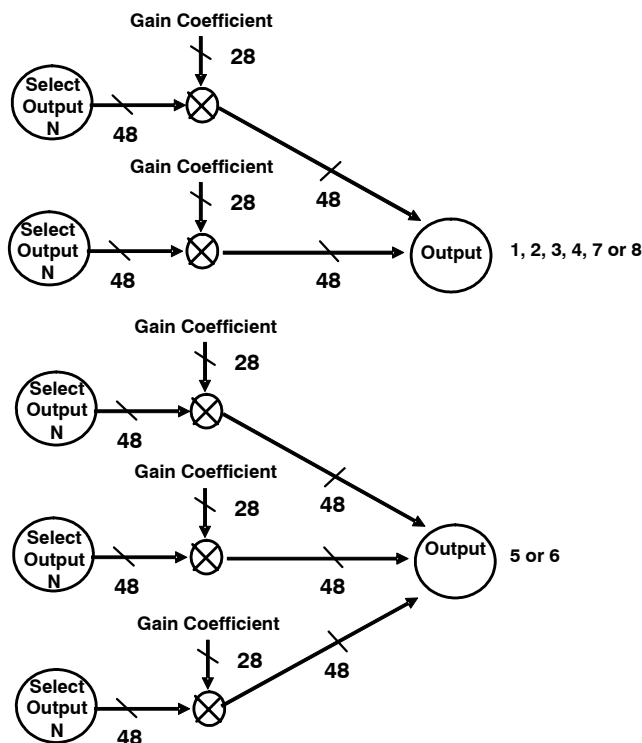 Gain Coefficient
28
Select
Output
N
48
48
Gain Coefficient
28
Select
Output
N
48
48
Output
1, 2, 3, 4, 7 or 8
Gain Coefficient
28
Select
Output
N
48
48
Gain Coefficient
28
Select
Output
N
48
48
Output
5 or 6
Gain Coefficient
28
Select
Output
N
48
48